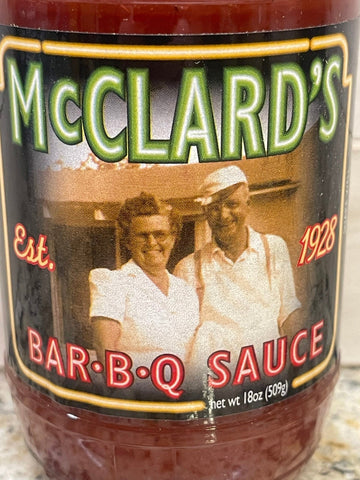 McCLARD'S
Est. 1928
BAR·B·Q SAUCE
net wt 18oz (509g)